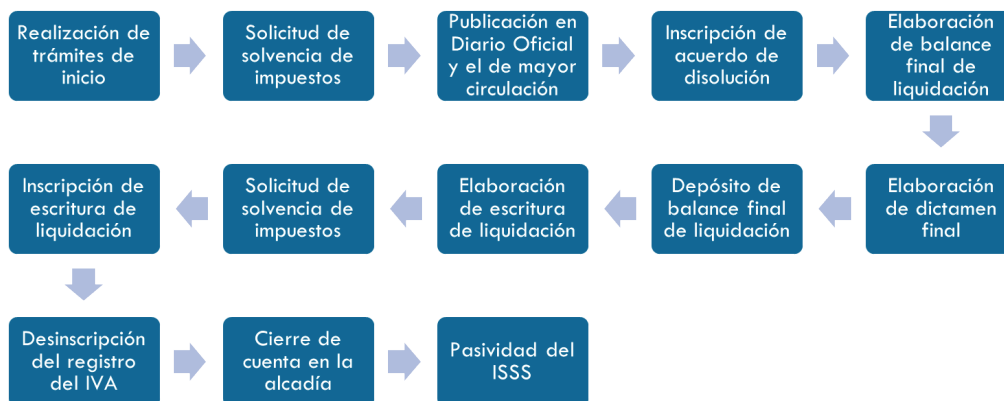 Realización de
trámites de
inicio
Solicitud de
solvencia de
impuestos
Publicación en
Diario Oficial
y el de mayor
circulación
Inscripción de
acuerdo de
disolución
Elaboración
de balance
final de
liquidación
Elaboración
de dictamen
final
Depósito de
balance final
de liquidación
Elaboración
de escritura
de liquidación
Solicitud de
solvencia de
impuestos
Inscripción de
escritura de
liquidación
Desinscripción
del registro
del IVA
Cierre de
cuenta en la
alcadía
Pasividad del
ISSS